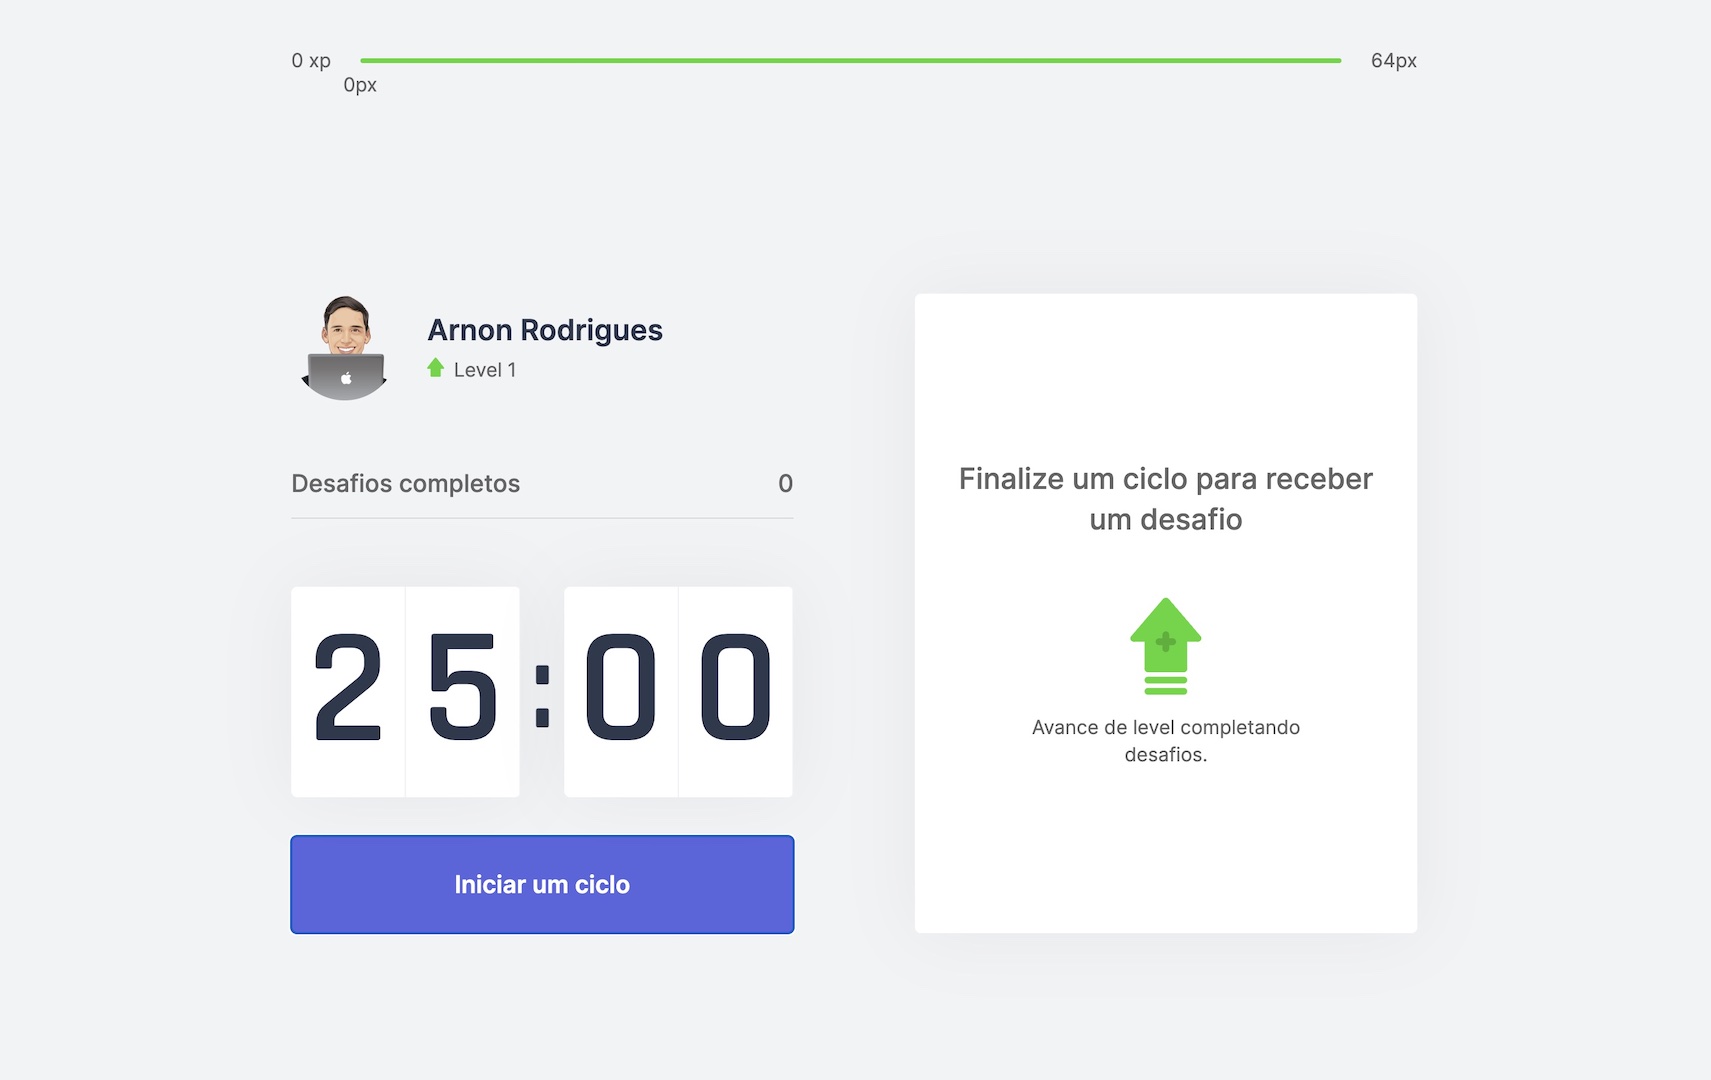 0 xp
64px
0px
Arnon Rodrigues
Level 1
Desafios completos
0
25:00
Iniciar um ciclo
Finalize um ciclo para receber
um desafio
Avance de level completando
desafios.